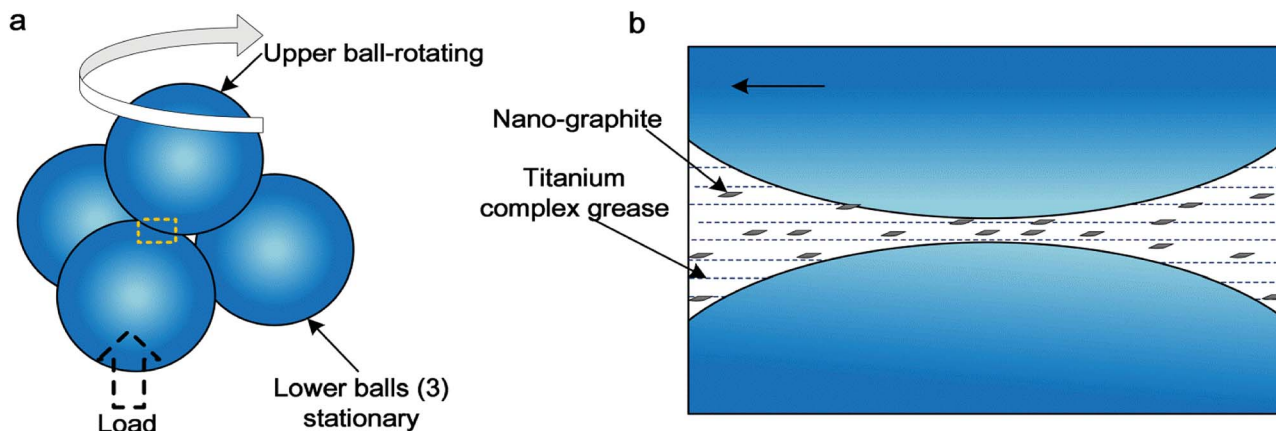 a
Upper ball-rotating
Lower balls (3)
stationary
Load
b
Nano-graphite
Titanium
complex grease